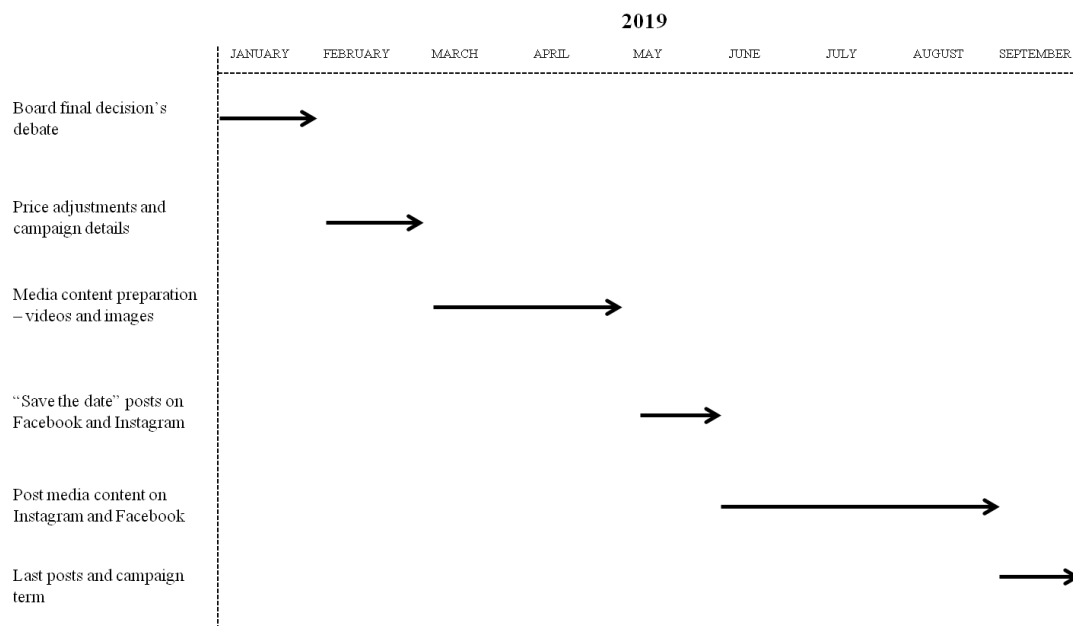 2019
JANUARY FEBRUARY MARCH APRIL MAY JUNE JULY AUGUST SEPTEMBER
Board final decision’s
debate
Price adjustments and
campaign details
Media content preparation
– videos and images
“Save the date” posts on
Facebook and Instagram
Post media content on
Instagram and Facebook
Last posts and campaign
term